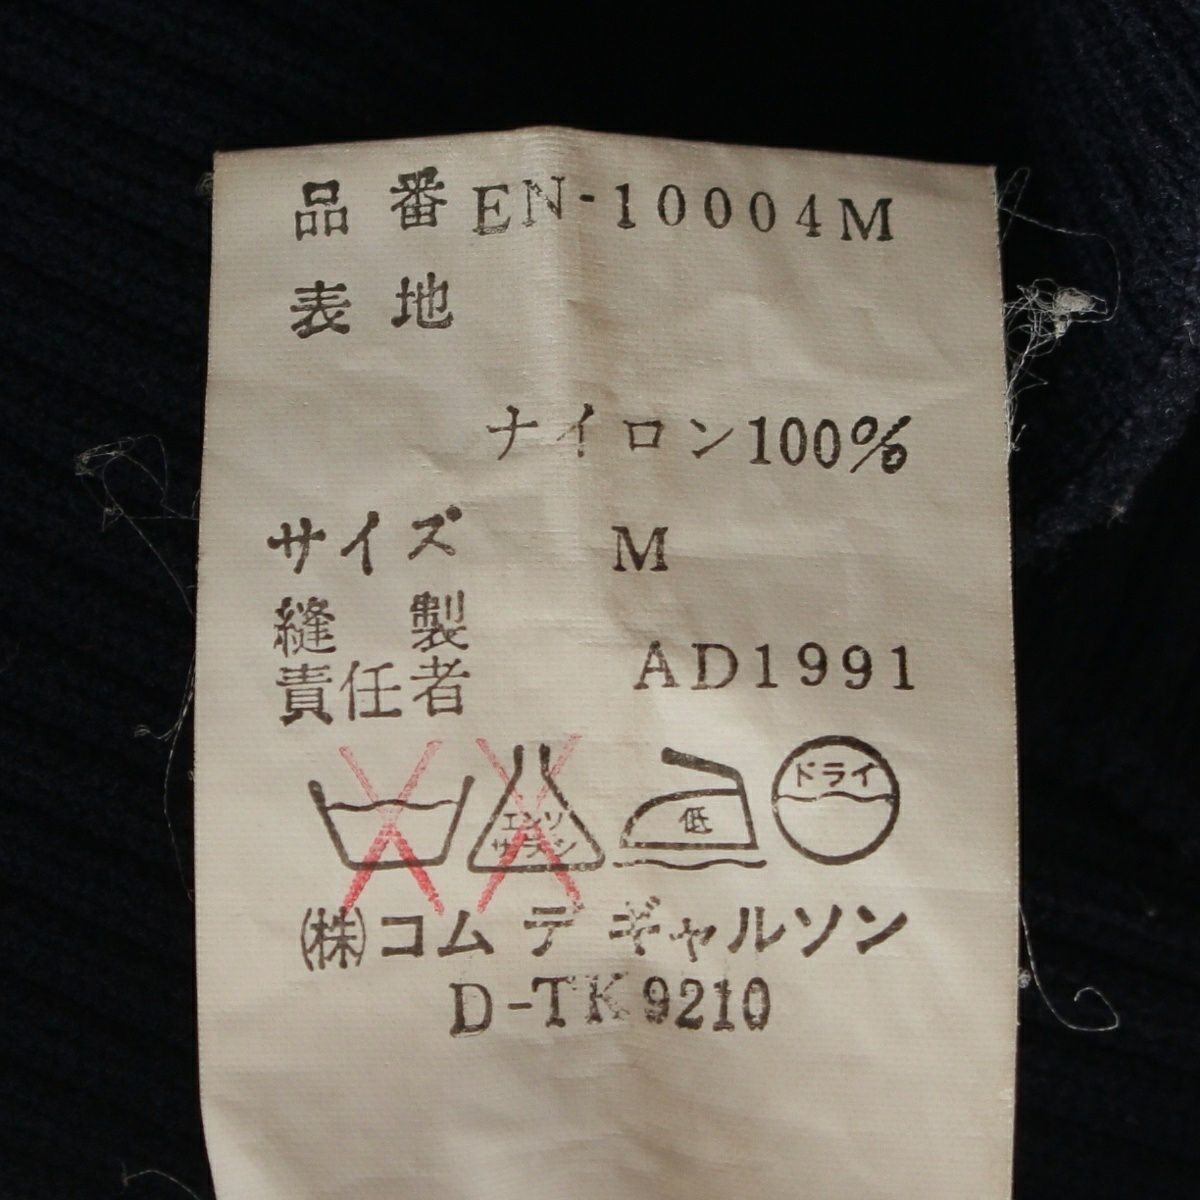 品番 EN-10004M
表地
ナイロン100%
サイズ M
縫製
責任者 AD1991
エンソ サラシ 低 ドライ
(株)コム デ ギャルソン
D-TK9210